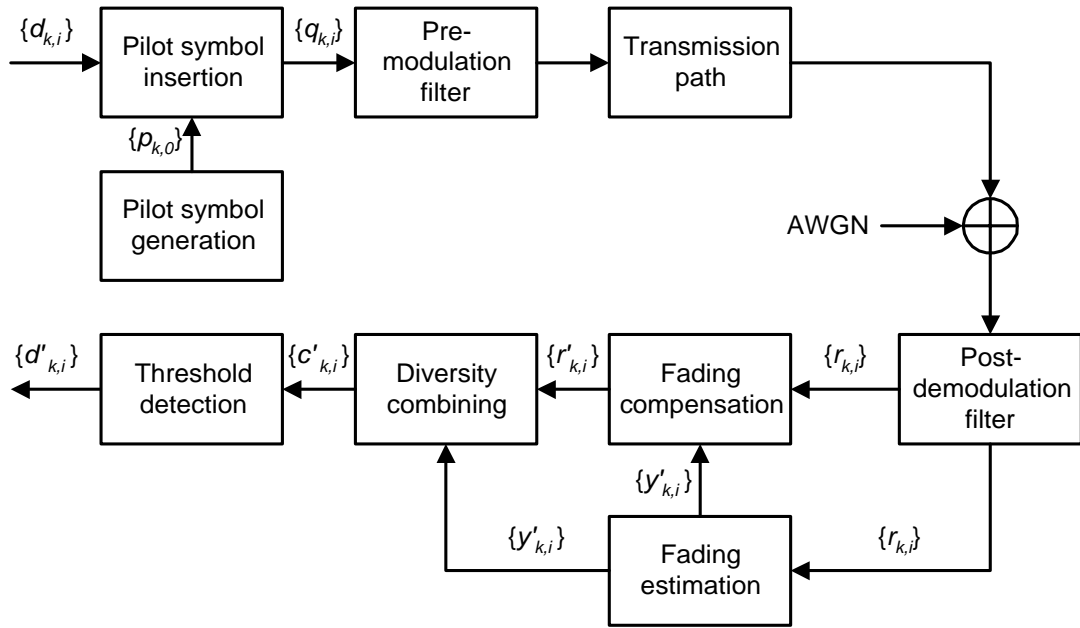 {d_{k,i}}
Pilot symbol
insertion
{q_{k,i}}
Pre-
modulation
filter
Transmission
path
{p_{k,0}}
Pilot symbol
generation
AWGN
{d'_{k,i}}
Threshold
detection
{c'_{k,i}}
Diversity
combining
{r'_{k,i}}
Fading
compensation
{r_{k,i}}
Post-
demodulation
filter
{y'_{k,i}}
{y'_{k,i}}
Fading
estimation
{r_{k,i}}